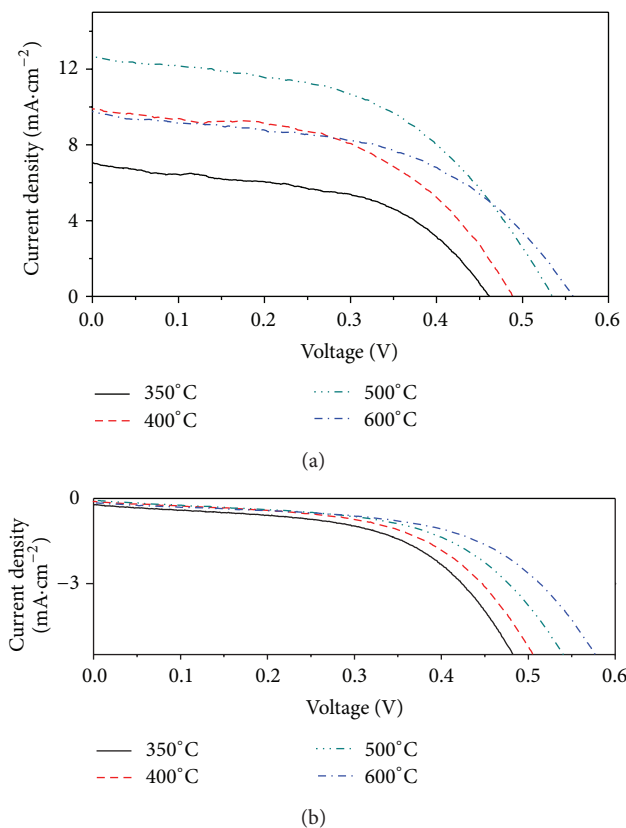 Current density (mA·cm−2)
12
8
4
0
0.0 0.1 0.2 0.3 0.4 0.5 0.6
Voltage (V)
350°C 500°C
400°C 600°C
(a)
Current density
(mA·cm−2)
0
−3
0.0 0.1 0.2 0.3 0.4 0.5 0.6
Voltage (V)
350°C 500°C
400°C 600°C
(b)